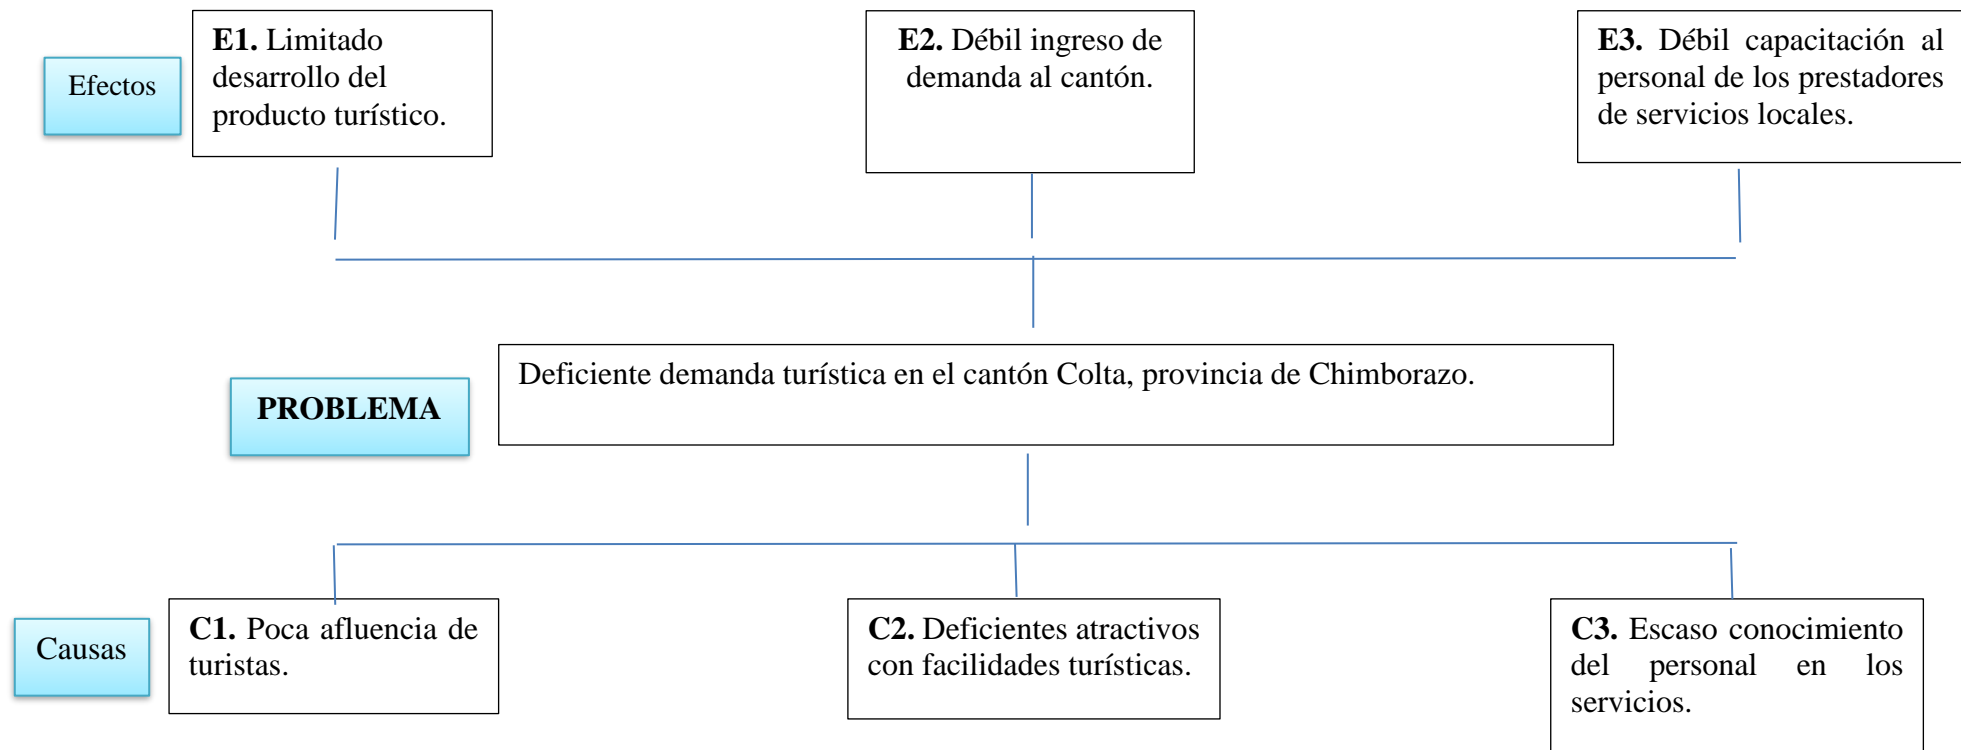 Efectos
E1. Limitado
desarrollo del
producto turístico.
E2. Débil ingreso de
demanda al cantón.
E3. Débil capacitación al
personal de los prestadores
de servicios locales.
PROBLEMA
Deficiente demanda turística en el cantón Colta, provincia de Chimborazo.
Causas
C1. Poca afluencia de
turistas.
C2. Deficientes atractivos
con facilidades turísticas.
C3. Escaso conocimiento
del personal en los
servicios.